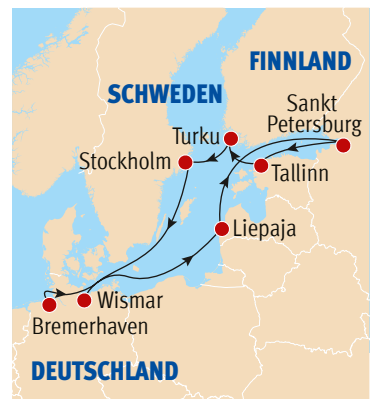 FINNLAND
SCHWEDEN
Sankt
Petersburg
Turku
Stockholm
Tallinn
Liepaja
Wismar
Bremerhaven
DEUTSCHLAND